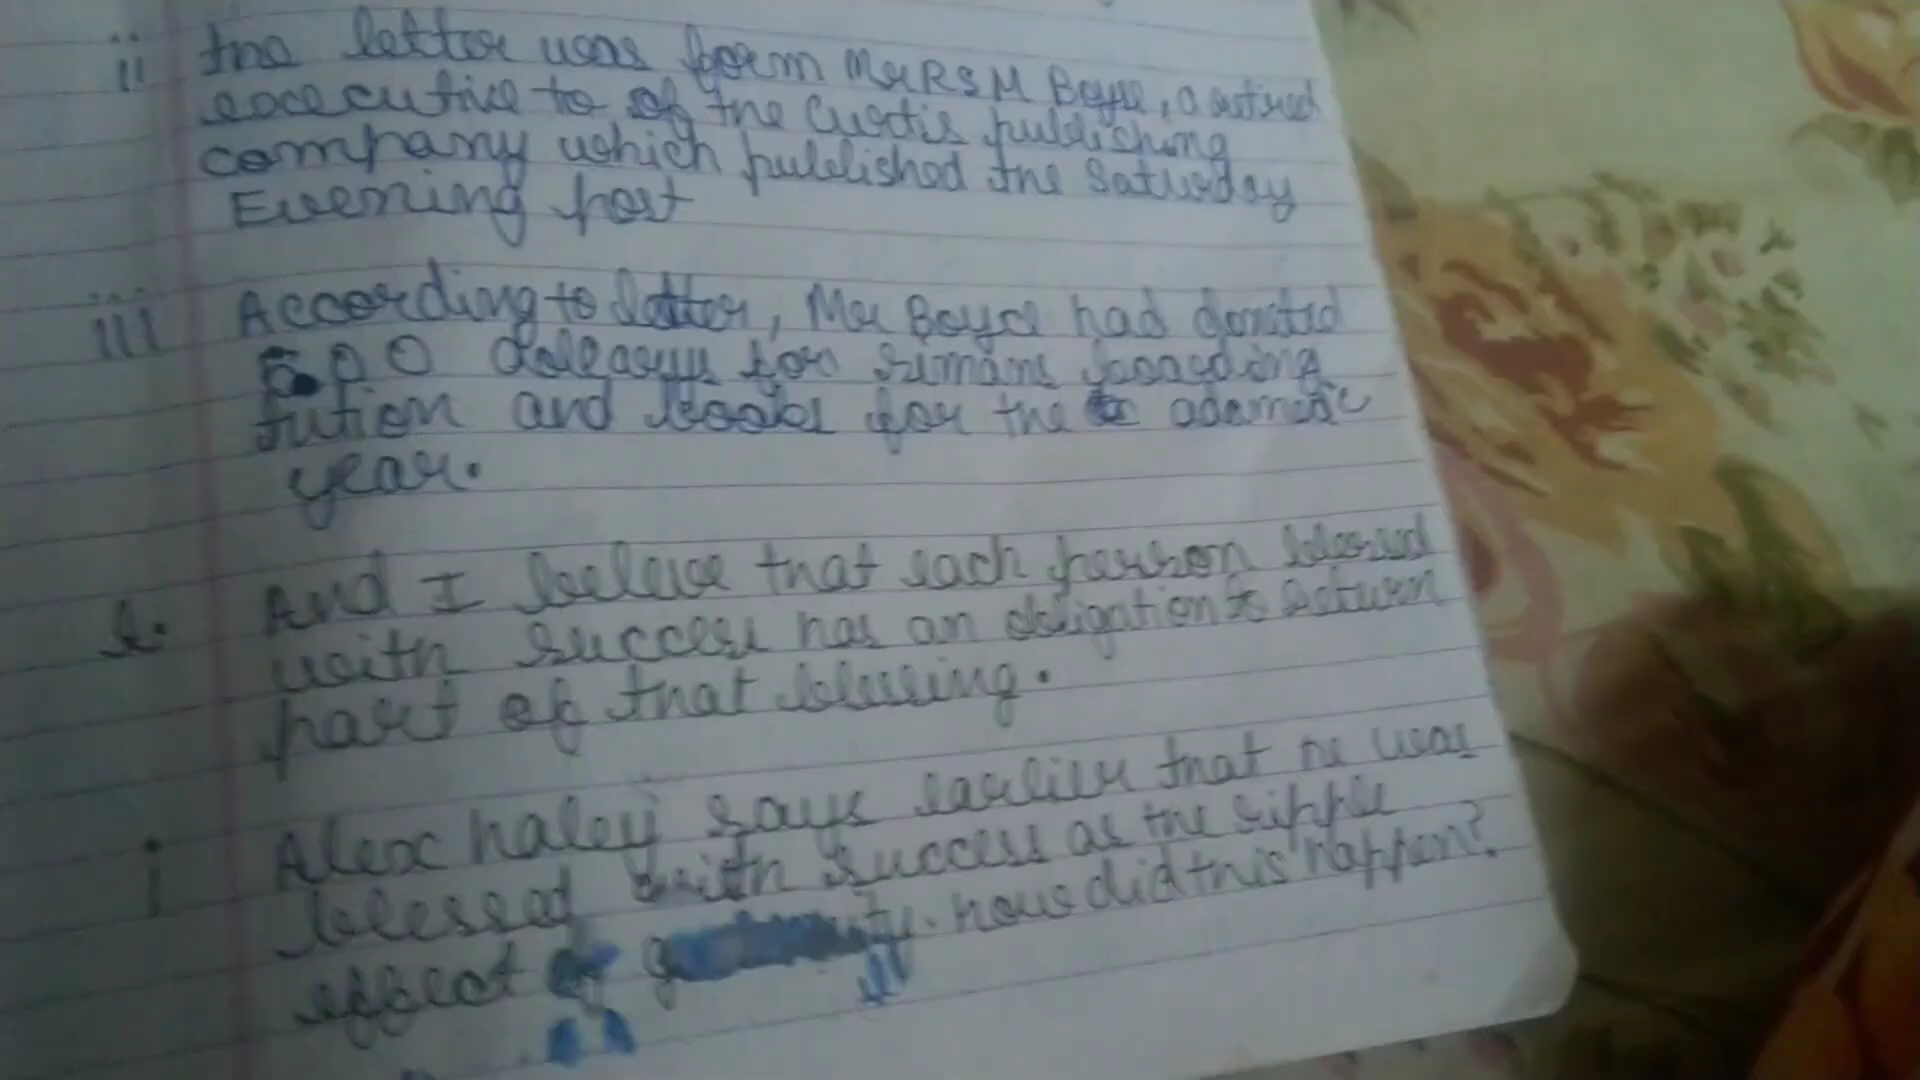 ii the letter was form Mr R S M Boyce, a retired
executive to of the Curtis publishing
company which published the Saturday
Evening post
iii According to letter, Mr Boyce had donated
500 for Simons boarding
tution and books for the
year.
And I beleive that each person blessed
with success has an obligation to return
part of that blessing.
i Alex haley says earlier that he was
blessed with success as the ripple
effect of how did this happen?